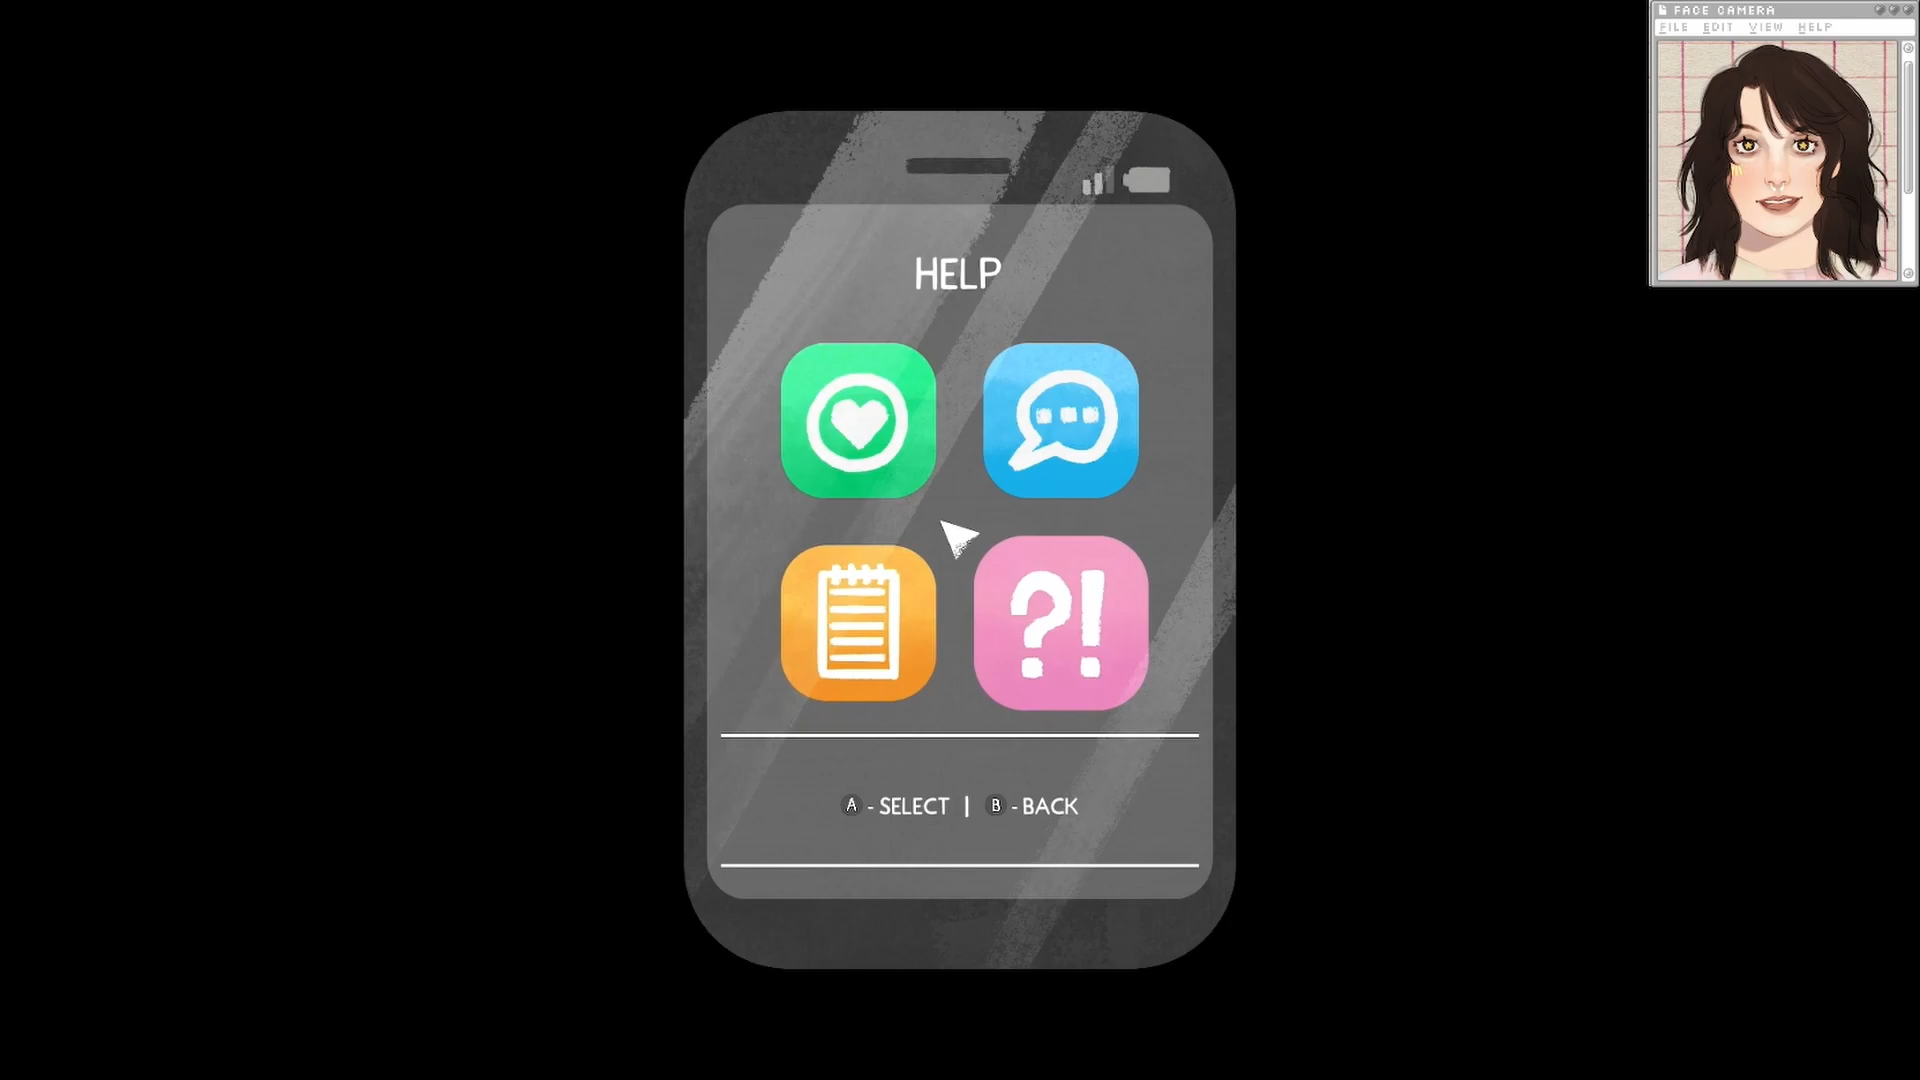 FACE CAMERA
FILE EDIT VIEW HELP
HELP
?!
A - SELECT | B - BACK